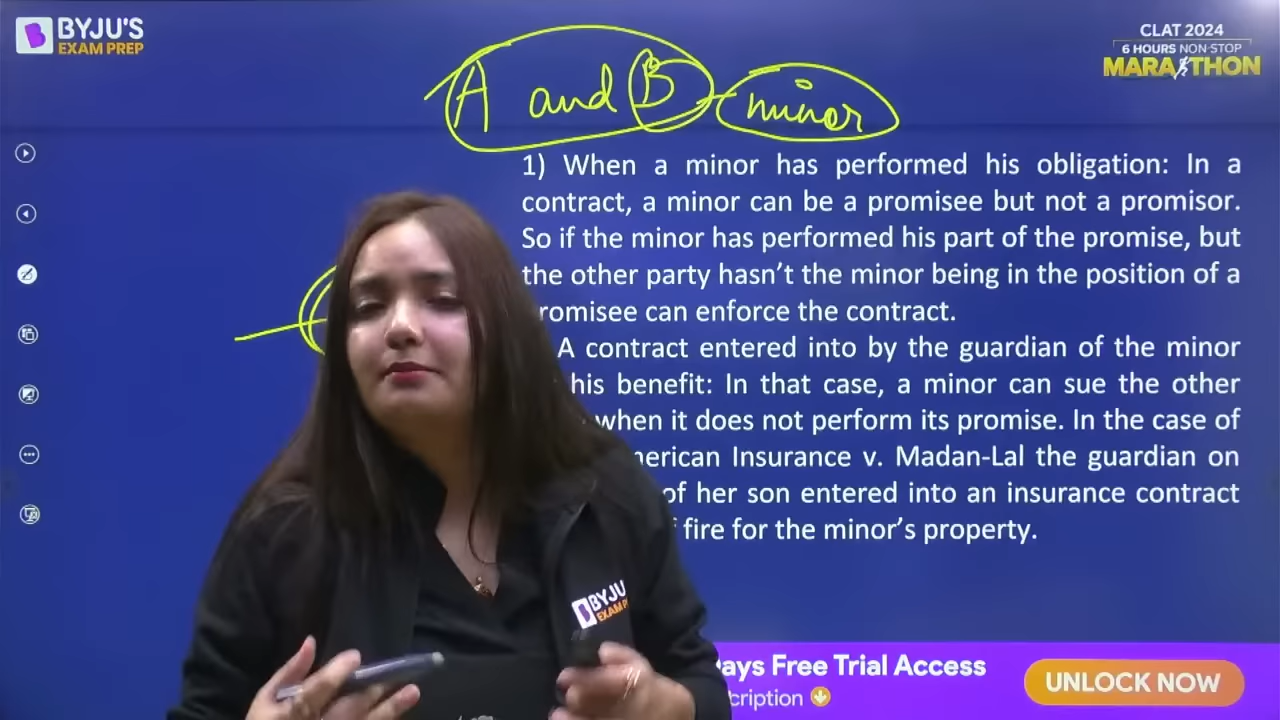 BYJU'S
EXAM PREP
CLAT 2024
6 HOURS NON-STOP
MARATHON
A and B minor
1) When a minor has performed his obligation: In a
contract, a minor can be a promisee but not a promisor.
So if the minor has performed his part of the promise, but
the other party hasn't the minor being in the position of a
romisee can enforce the contract.
A contract entered into by the guardian of the minor
his benefit: In that case, a minor can sue the other
when it does not perform its promise. In the case of
merican Insurance v. Madan-Lal the guardian on
of her son entered into an insurance contract
fire for the minor's property.
BYJU
EXAM P
ays Free Trial Access
cription
UNLOCK NOW